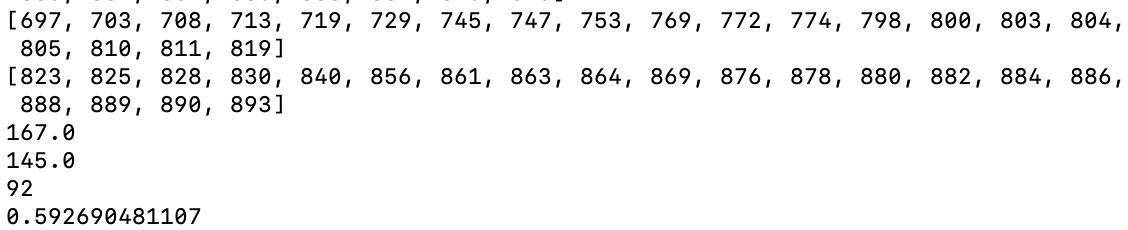 [697, 703, 708, 713, 719, 729, 745, 747, 753, 769, 772, 774, 798, 800, 803, 804,
805, 810, 811, 819]
[823, 825, 828, 830, 840, 856, 861, 863, 864, 869, 876, 878, 880, 882, 884, 886,
888, 889, 890, 893]
167.0
145.0
92
0.592690481107